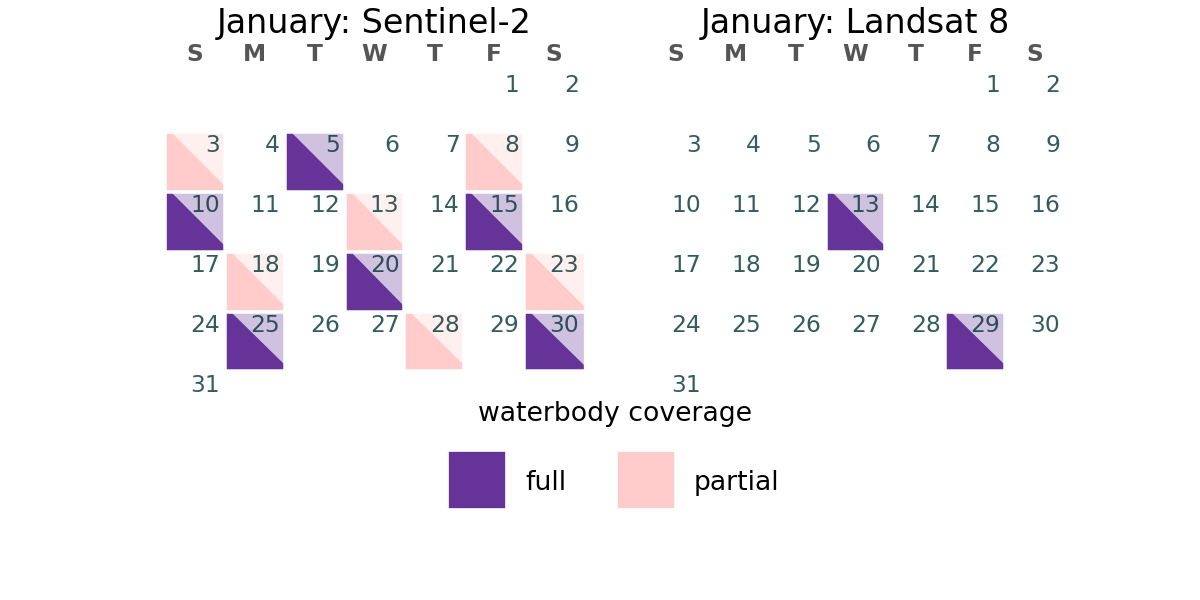 January: Sentinel-2
S M T W T F S
1 2
3 4 5 6 7 8 9
10 11 12 13 14 15 16
17 18 19 20 21 22 23
24 25 26 27 28 29 30
31
January: Landsat 8
S M T W T F S
1 2
3 4 5 6 7 8 9
10 11 12 13 14 15 16
17 18 19 20 21 22 23
24 25 26 27 28 29 30
31
waterbody coverage
full partial